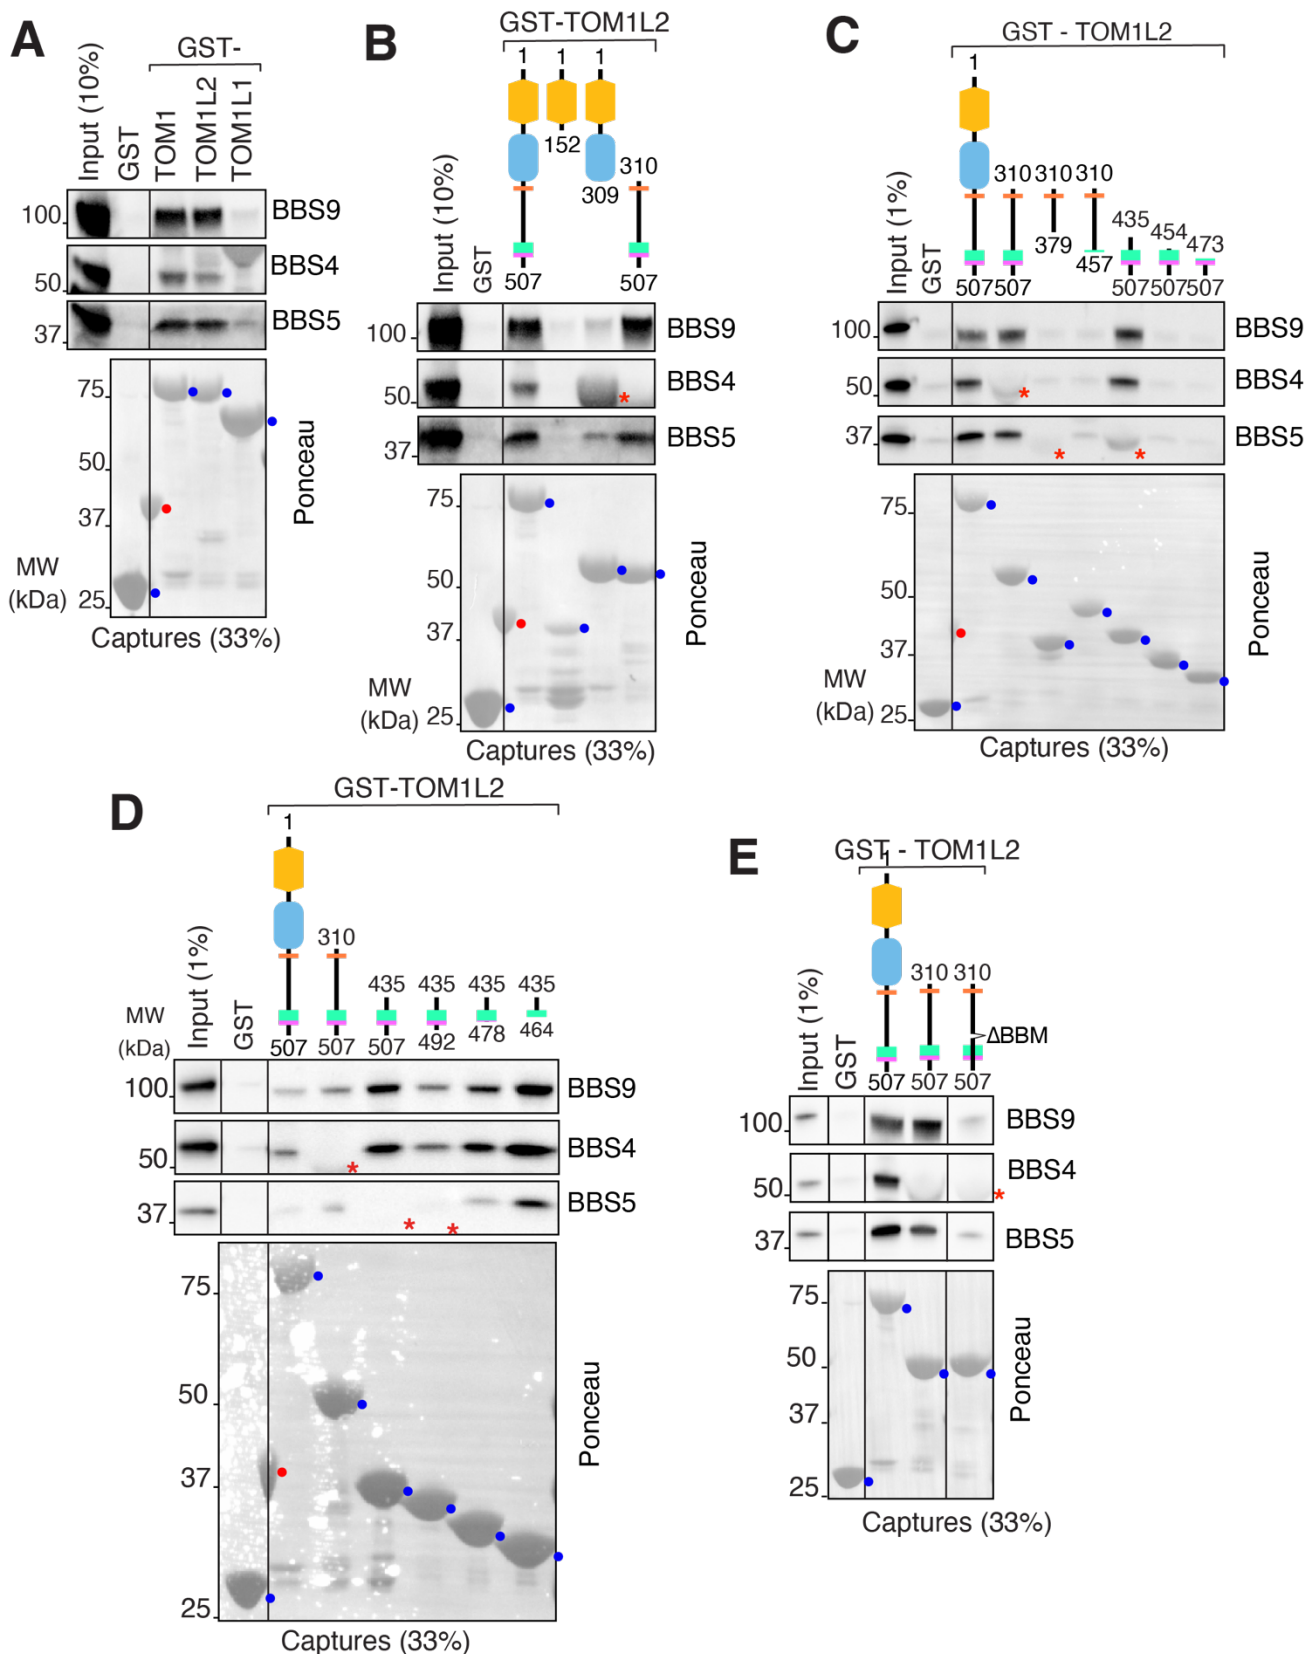 A
GST-
Input (10%)
GST
TOM1
TOM1L2
TOM1L1
100
BBS9
50
BBS4
37
BBS5
75
50
37
25
MW
(kDa)
Ponceau
Captures (33%)
B
GST-TOM1L2
1 1 1
152
309
310
507 507
Input (10%)
GST
100
BBS9
50
BBS4
*
37
BBS5
75
50
37
25
MW
(kDa)
Ponceau
Captures (33%)
C
GST - TOM1L2
1
310 310 310
435
454
473
379
457
507 507 507 507 507
Input (1%)
GST
100
BBS9
50
BBS4
*
37
BBS5
* *
75
50
37
25
MW
(kDa)
Ponceau
Captures (33%)
D
GST-TOM1L2
1
310
435 435 435 435
507 507 507 492 478 464
MW
(kDa)
Input (1%)
GST
100
BBS9
50
BBS4
*
37
BBS5
* *
75
50
37
25
Ponceau
Captures (33%)
E
GST - TOM1L2
1
310 310
ΔBBM
507 507 507
Input (1%)
GST
100
BBS9
50
BBS4
*
37
BBS5
75
50
37
25
Ponceau
Captures (33%)